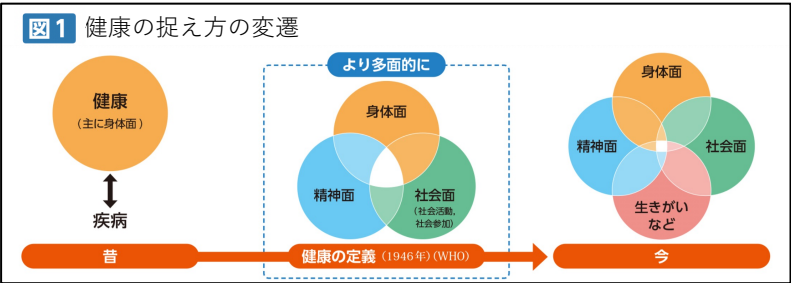 図1 健康の捉え方の変遷
健康
(主に身体面)
疾病
昔
より多面的に
身体面
精神面
社会面
(社会活動,
社会参加)
健康の定義 (1946年)(WHO)
身体面
精神面
社会面
生きがい
など
今